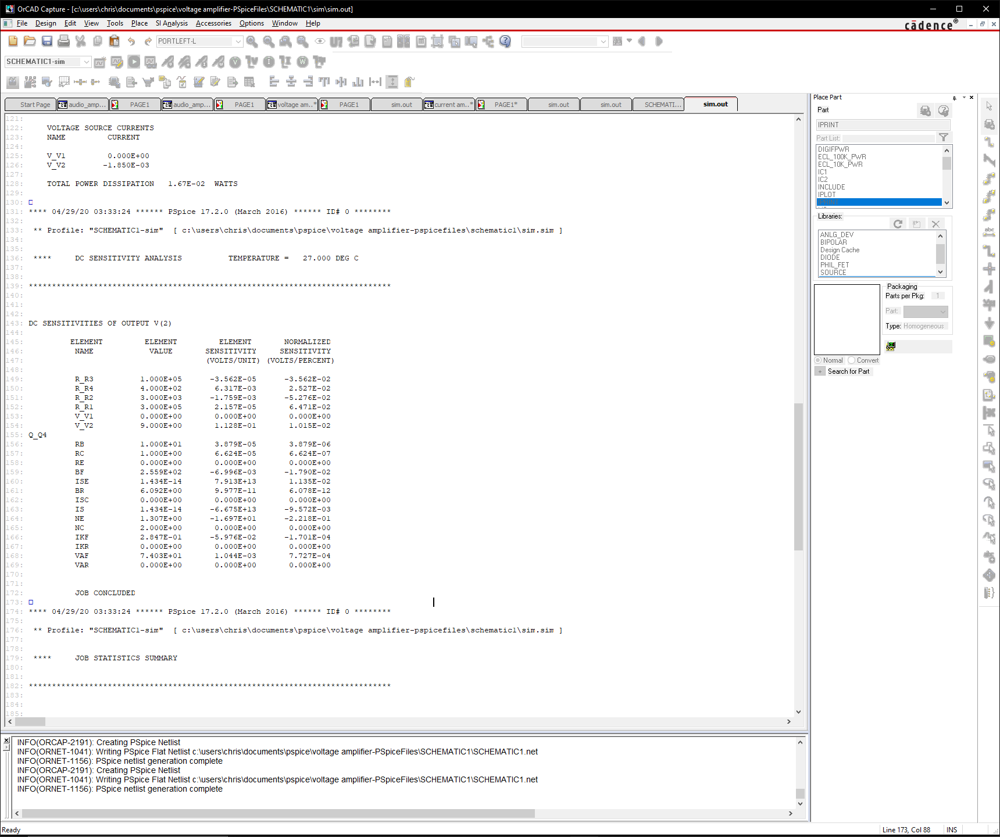 OrCAD Capture - [c:\users\chris\documents\pspice\voltage amplifier-PSpiceFiles\SCHEMATIC1\sim\sim.out]
File Design Edit View Tools Place SI Analysis Accessories Options Window Help
cādence®
PORTLEFT-L
SCHEMATIC1-sim
Start Page audio_amp... PAGE1 audio_amp... PAGE1 voltage am..* PAGE1 sim.out current am..* PAGE1* sim.out sim.out SCHEMATI... sim.out
121:
122: VOLTAGE SOURCE CURRENTS
123: NAME CURRENT
124:
125: V_V1 0.000E+00
126: V_V2 -1.850E-03
127:
128: TOTAL POWER DISSIPATION 1.67E-02 WATTS
129:
130:
131: **** 04/29/20 03:33:24 ****** PSpice 17.2.0 (March 2016) ****** ID# 0 ********
132:
133: ** Profile: "SCHEMATIC1-sim" [ c:\users\chris\documents\pspice\voltage amplifier-pspicefiles\schematic1\sim.sim ]
134:
135:
136: **** DC SENSITIVITY ANALYSIS TEMPERATURE = 27.000 DEG C
137:
138:
139: ******************************************************************************
140:
141:
142:
143: DC SENSITIVITIES OF OUTPUT V(2)
144:
145: ELEMENT ELEMENT ELEMENT NORMALIZED
146: NAME VALUE SENSITIVITY SENSITIVITY
147: (VOLTS/UNIT) (VOLTS/PERCENT)
148:
149: R_R3 1.000E+05 -3.562E-05 -3.562E-02
150: R_R4 4.000E+02 6.317E-03 2.527E-02
151: R_R2 3.000E+03 -1.759E-03 -5.276E-02
152: R_R1 3.000E+05 2.157E-05 6.471E-02
153: V_V1 0.000E+00 0.000E+00 0.000E+00
154: V_V2 9.000E+00 1.128E-01 1.015E-02
155: Q_Q4
156: RB 1.000E+01 3.879E-05 3.879E-06
157: RC 1.000E+00 6.624E-05 6.624E-07
158: RE 0.000E+00 0.000E+00 0.000E+00
159: BF 2.559E+02 -6.996E-03 -1.790E-02
160: ISE 1.434E-14 7.913E+13 1.135E-02
161: BR 6.092E+00 9.977E-11 6.078E-12
162: ISC 0.000E+00 0.000E+00 0.000E+00
163: IS 1.434E-14 -6.675E+13 -9.572E-03
164: NE 1.307E+00 -1.697E+01 -2.218E-01
165: NC 2.000E+00 0.000E+00 0.000E+00
166: IKF 2.847E-01 -5.976E-02 -1.701E-04
167: IKR 0.000E+00 0.000E+00 0.000E+00
168: VAF 7.403E+01 1.044E-03 7.727E-04
169: VAR 0.000E+00 0.000E+00 0.000E+00
170:
171:
172: JOB CONCLUDED
173:
174: **** 04/29/20 03:33:24 ****** PSpice 17.2.0 (March 2016) ****** ID# 0 ********
175:
176: ** Profile: "SCHEMATIC1-sim" [ c:\users\chris\documents\pspice\voltage amplifier-pspicefiles\schematic1\sim.sim ]
177:
178:
179: **** JOB STATISTICS SUMMARY
180:
181:
182: ******************************************************************************
183:
184:
185:
Place Part
Part
IPRINT
Part List:
DIGIFPWR
ECL_100K_PWR
ECL_10K_PWR
IC1
IC2
INCLUDE
IPLOT
Libraries:
ANLG_DEV
BIPOLAR
Design Cache
DIODE
PHIL_FET
SOURCE
Packaging
Parts per Pkg: 1
Part:
Type: Homogeneous
Normal Convert
+ Search for Part
INFO(ORCAP-2191): Creating PSpice Netlist
INFO(ORNET-1041): Writing PSpice Flat Netlist c:\users\chris\documents\pspice\voltage amplifier-PSpiceFiles\SCHEMATIC1\SCHEMATIC1.net
INFO(ORNET-1156): PSpice netlist generation complete
INFO(ORCAP-2191): Creating PSpice Netlist
INFO(ORNET-1041): Writing PSpice Flat Netlist c:\users\chris\documents\pspice\voltage amplifier-PSpiceFiles\SCHEMATIC1\SCHEMATIC1.net
INFO(ORNET-1156): PSpice netlist generation complete
Ready
Line 173, Col 88 INS